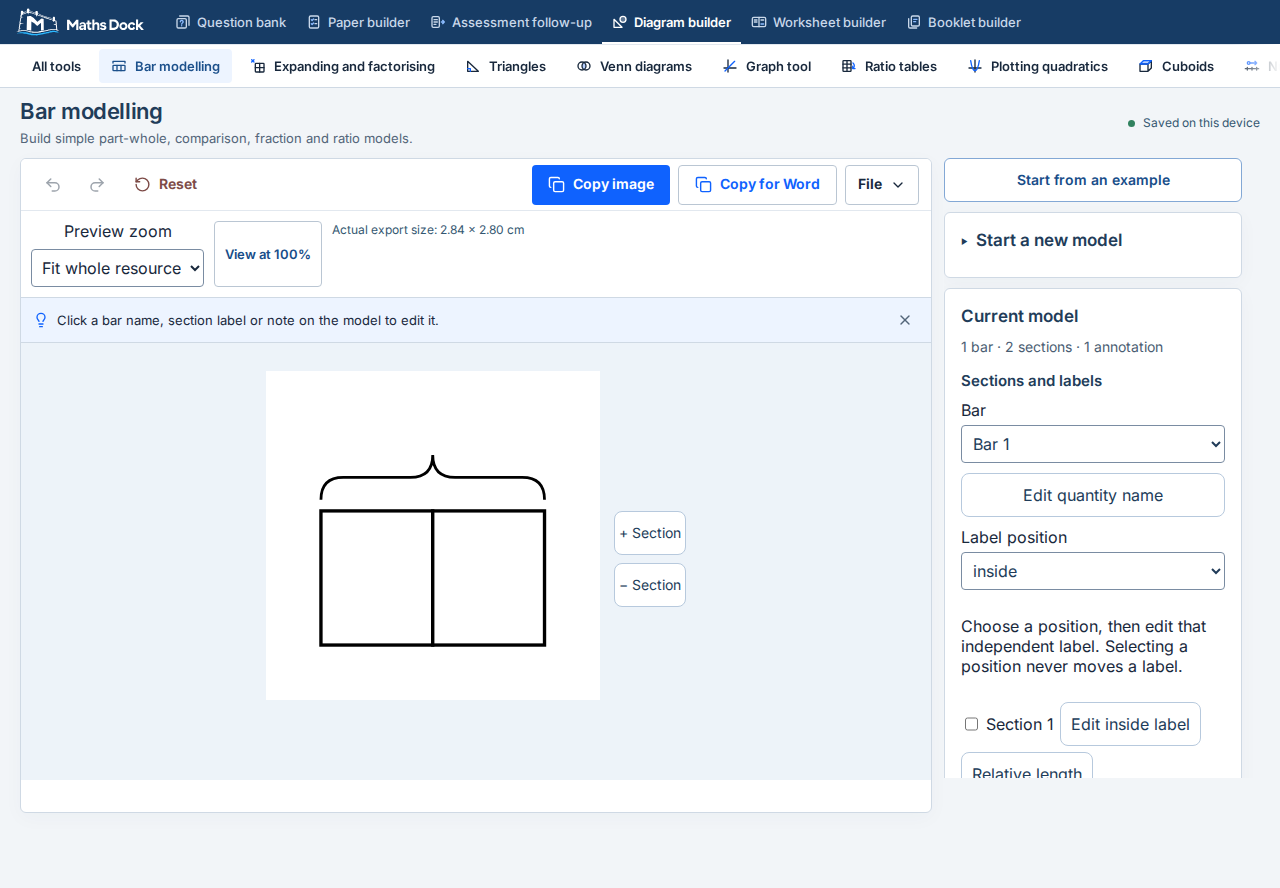 Maths Dock
Question bank
Paper builder
Assessment follow-up
Diagram builder
Worksheet builder
Booklet builder
All tools
Bar modelling
Expanding and factorising
Triangles
Venn diagrams
Graph tool
Ratio tables
Plotting quadratics
Cuboids
Bar modelling
Build simple part-whole, comparison, fraction and ratio models.
Saved on this device
Reset
Copy image
Copy for Word
File
Preview zoom
Fit whole resource
View at 100%
Actual export size: 2.84 × 2.80 cm
Click a bar name, section label or note on the model to edit it.
+ Section
− Section
Start from an example
Start a new model
Current model
1 bar · 2 sections · 1 annotation
Sections and labels
Bar
Bar 1
Edit quantity name
Label position
inside
Choose a position, then edit that
independent label. Selecting a
position never moves a label.
Section 1
Edit inside label
Relative length